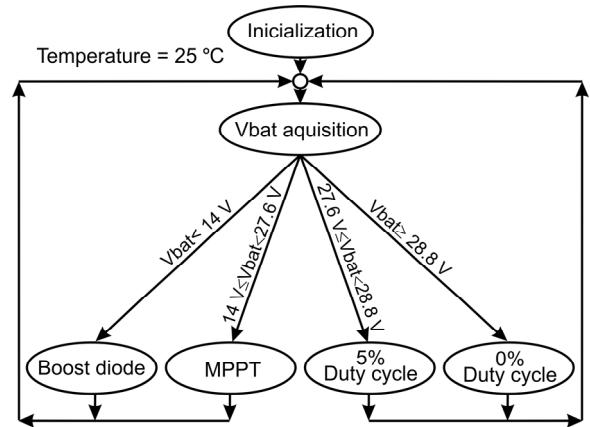 Inicialization
Temperature = 25 ºC
Vbat aquisition
Vbat< 14 V
14 V≤Vbat<27.6 V
27.6 V≤Vbat<28.8 V
Vbat≥ 28.8 V
Boost diode
MPPT
5%
Duty cycle
0%
Duty cycle